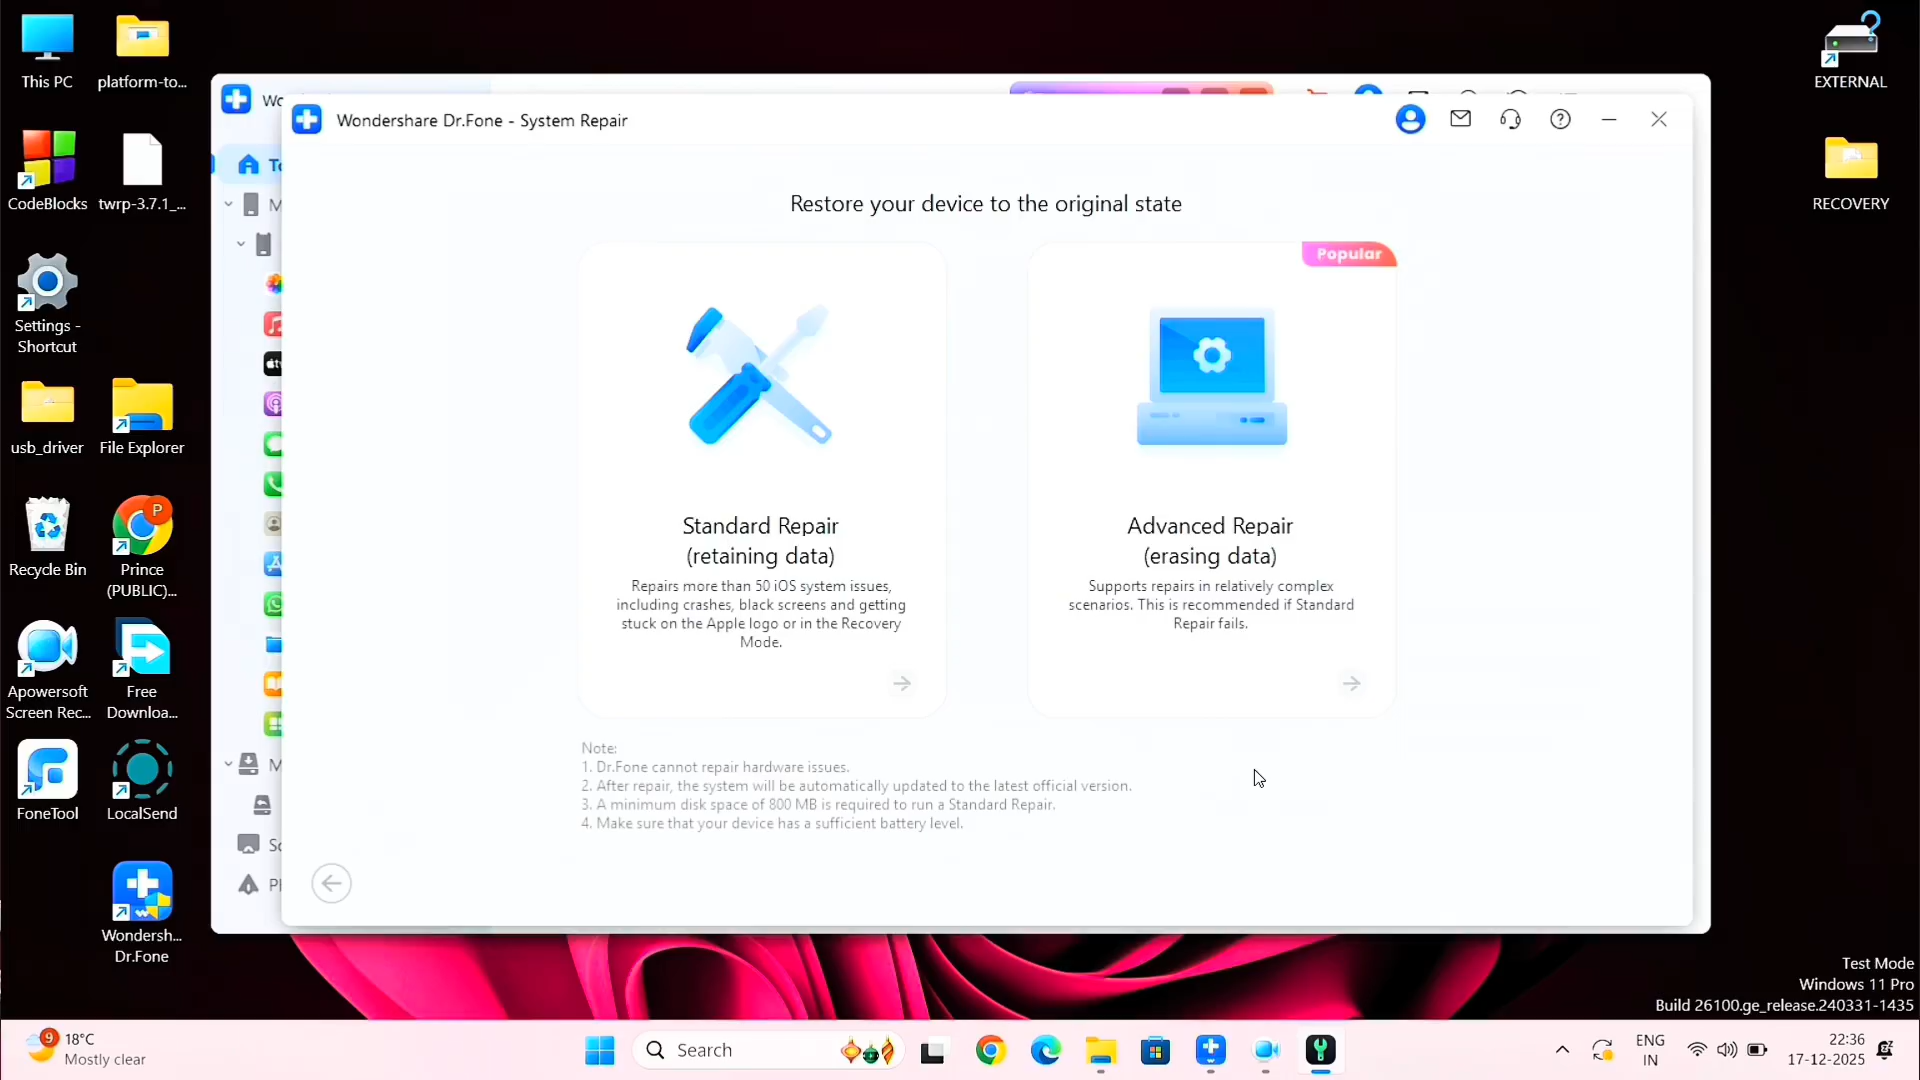 This PC
platform-to...
EXTERNAL
Wondershare Dr.Fone - System Repair
CodeBlocks
twrp-3.7.1_...
RECOVERY
Restore your device to the original state
Popular
Settings -
Shortcut
usb_driver
File Explorer
Standard Repair
(retaining data)
Repairs more than 50 iOS system issues,
including crashes, black screens and getting
stuck on the Apple logo or in the Recovery
Mode.
Advanced Repair
(erasing data)
Supports repairs in relatively complex
scenarios. This is recommended if Standard
Repair fails.
Recycle Bin
Prince
(PUBLIC)...
Apowersoft
Screen Rec...
Free
Downloa...
FoneTool
LocalSend
Note:
1. Dr.Fone cannot repair hardware issues.
2. After repair, the system will be automatically updated to the latest official version.
3. A minimum disk space of 800 MB is required to run a Standard Repair.
4. Make sure that your device has a sufficient battery level.
Wondersh...
Dr.Fone
Test Mode
Windows 11 Pro
Build 26100.ge_release.240331-1435
9
18°C
Mostly clear
Search
ENG
IN
22:36
17-12-2025